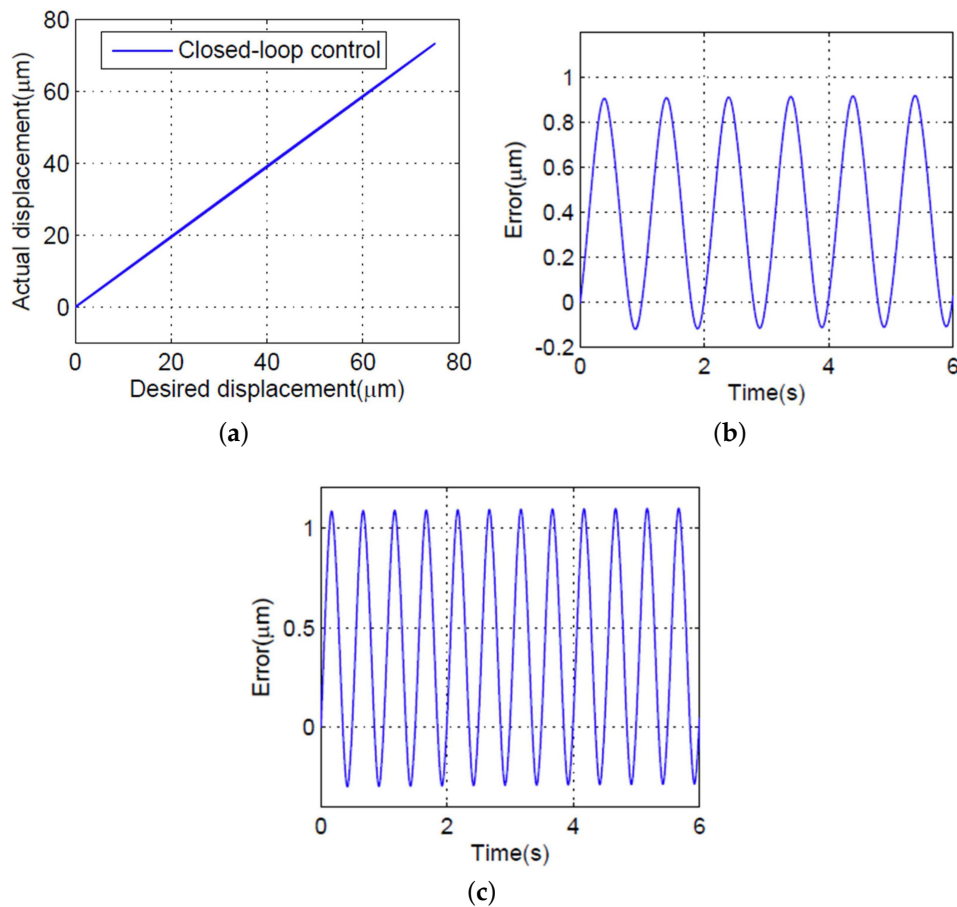 80
60
40
20
0
Actual displacement(μm)
Closed-loop control
0 20 40 60 80
Desired displacement(μm)
(a)
1
0.8
0.6
0.4
0.2
0
-0.2
Error(μm)
0 2 4 6
Time(s)
(b)
1
0.5
0
Error(μm)
0 2 4 6
Time(s)
(c)